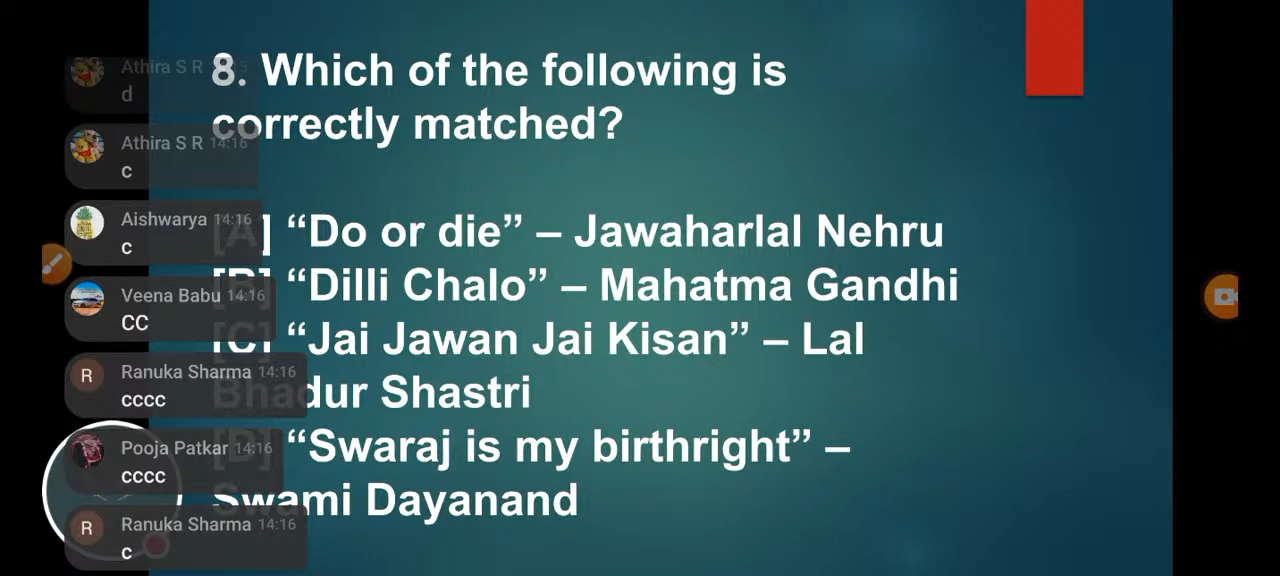 8. Which of the following is
correctly matched?
[A] “Do or die” – Jawaharlal Nehru
[B] “Dilli Chalo” – Mahatma Gandhi
[C] “Jai Jawan Jai Kisan” – Lal
Bhadur Shastri
[D] “Swaraj is my birthright” –
Swami Dayanand
Athira S R
d
Athira S R 14:16
c
Aishwarya 14:16
c
Veena Babu 14:16
CC
R
Ranuka Sharma 14:16
cccc
Pooja Patkar 14:16
cccc
R
Ranuka Sharma 14:16
c